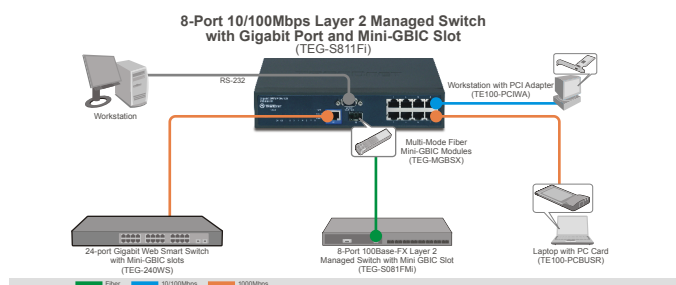 8-Port 10/100Mbps Layer 2 Managed Switch
with Gigabit Port and Mini-GBIC Slot
(TEG-S811Fi)
RS-232
Workstation
Workstation with PCI Adapter
(TE100-PCIWA)
Multi-Mode Fiber
Mini-GBIC Modules
(TEG-MGBSX)
24-port Gigabit Web Smart Switch
with Mini-GBIC slots
(TEG-240WS)
8-Port 100Base-FX Layer 2
Managed Switch with Mini GBIC Slot
(TEG-S081FMi)
Laptop with PC Card
(TE100-PCBUSR)
Fiber 10/100Mbps 1000Mbps